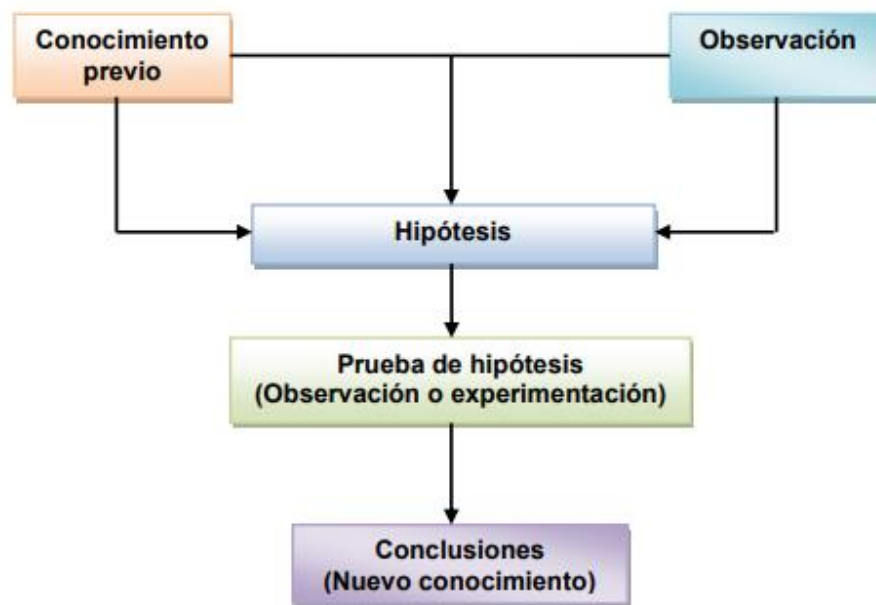 Conocimiento
previo
Observación
Hipótesis
Prueba de hipótesis
(Observación o experimentación)
Conclusiones
(Nuevo conocimiento)